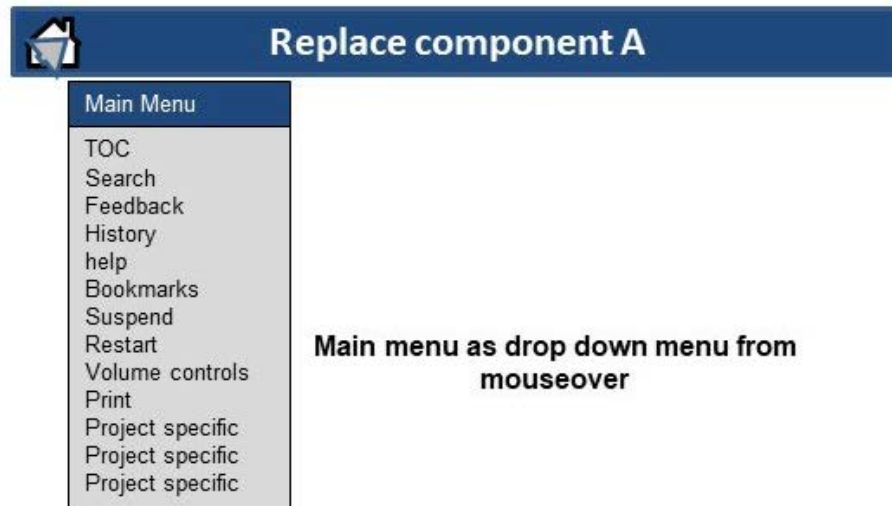 Replace component A
Main Menu
TOC
Search
Feedback
History
help
Bookmarks
Suspend
Restart
Volume controls
Print
Project specific
Project specific
Project specific
Main menu as drop down menu from
mouseover